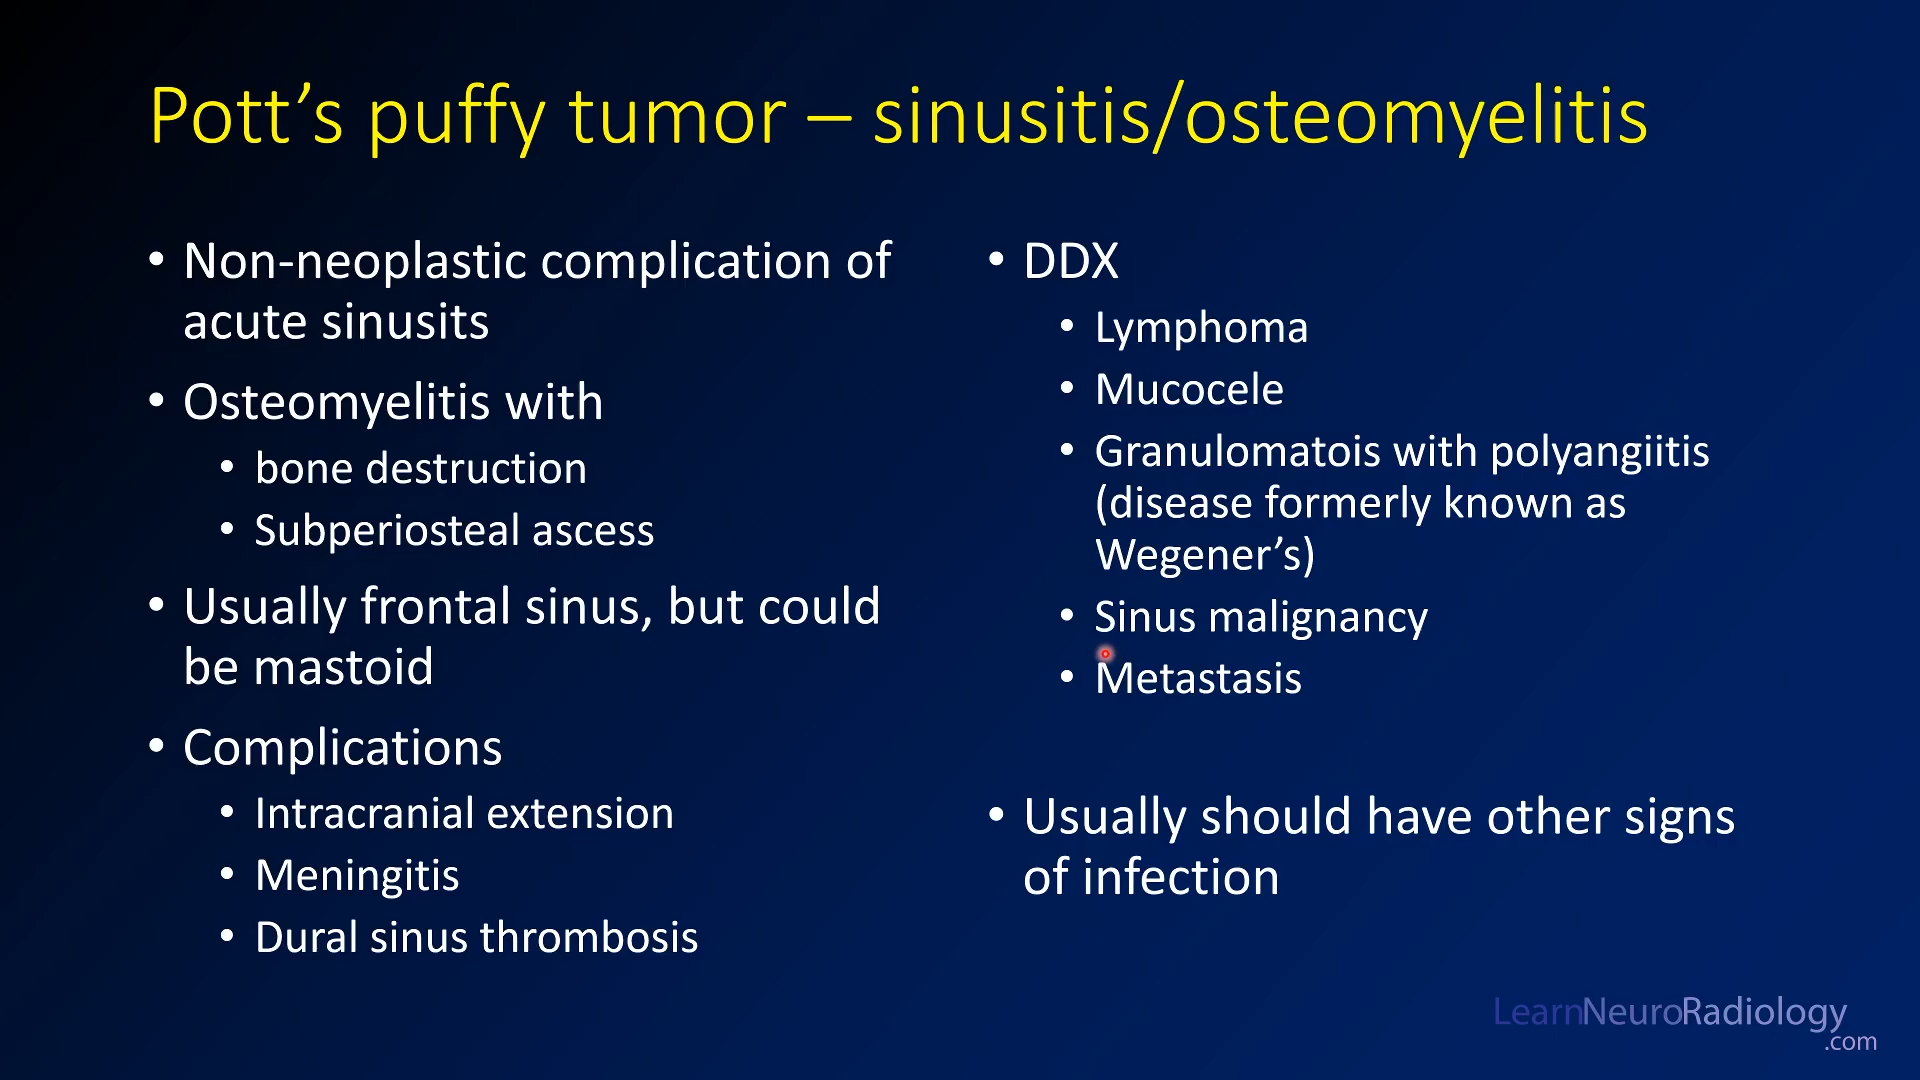 Pott’s puffy tumor – sinusitis/osteomyelitis
• Non-neoplastic complication of
acute sinusits
• Osteomyelitis with
• bone destruction
• Subperiosteal ascess
• Usually frontal sinus, but could
be mastoid
• Complications
• Intracranial extension
• Meningitis
• Dural sinus thrombosis
• DDX
• Lymphoma
• Mucocele
• Granulomatois with polyangiitis
(disease formerly known as
Wegener’s)
• Sinus malignancy
• Metastasis
• Usually should have other signs
of infection
LearnNeuroRadiology
.com